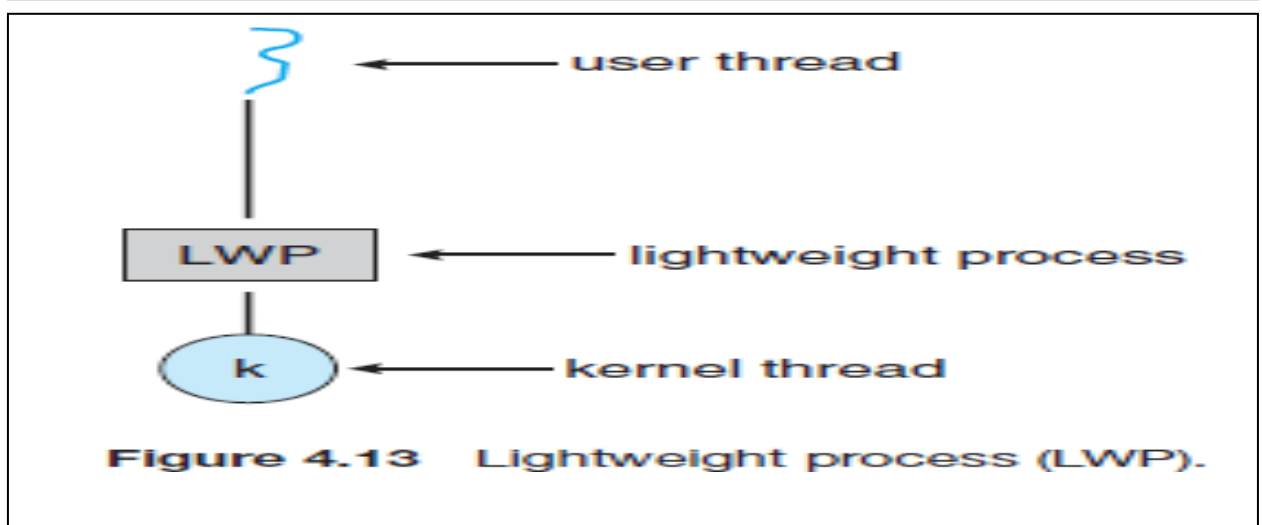 user thread
LWP
lightweight process
k
kernel thread
Figure 4.13 Lightweight process (LWP).